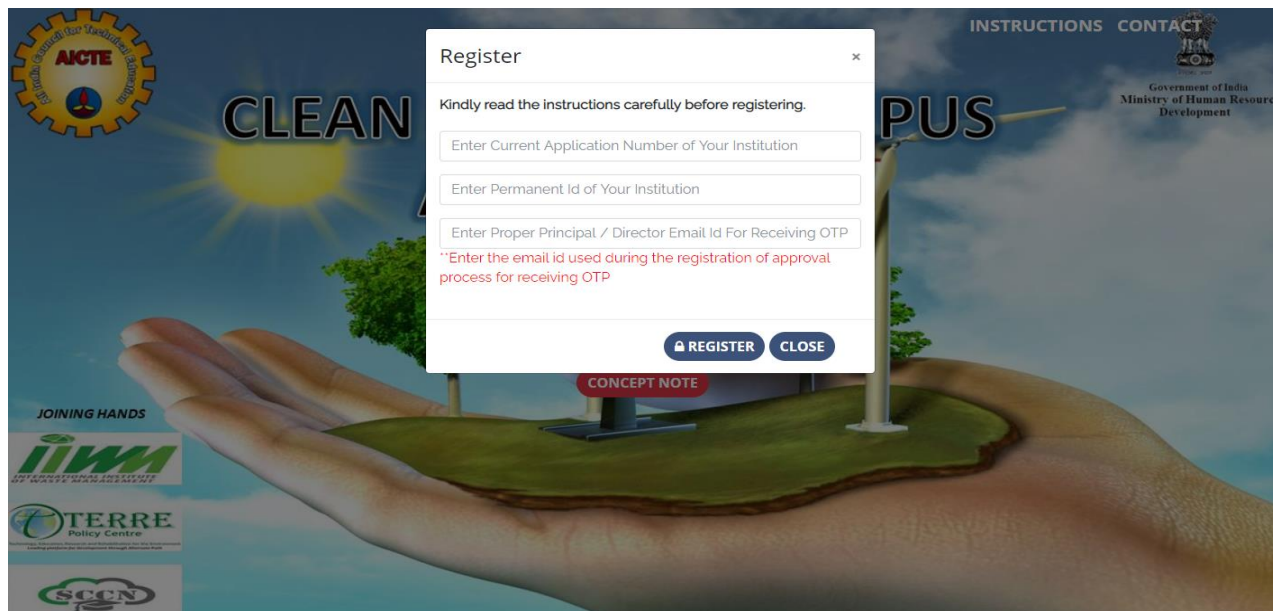 All India Council for Technical Education
AICTE
INSTRUCTIONS CONTACT
Government of India
Ministry of Human Resourc
Development
CLEAN
PUS
Register
×
Kindly read the instructions carefully before registering.
Enter Current Application Number of Your Institution
Enter Permanent Id of Your Institution
Enter Proper Principal / Director Email Id For Receiving OTP
**Enter the email id used during the registration of approval
process for receiving OTP
REGISTER CLOSE
CONCEPT NOTE
JOINING HANDS
iiwm
INTERNATIONAL INSTITUTE
OF WASTE MANAGEMENT
TERRE
Policy Centre
SCCN